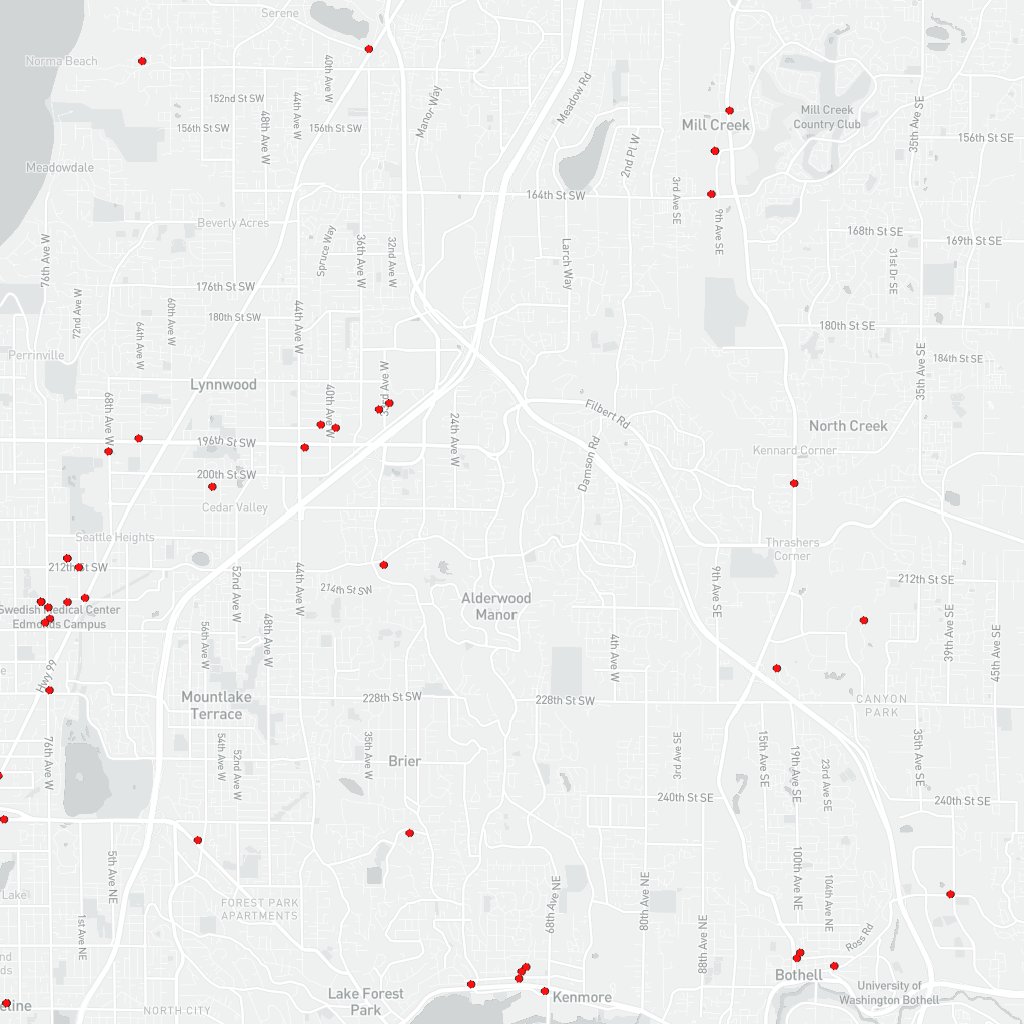 Serene
Norma Beach
40th Ave W
Manor Way
Meadow Rd
152nd St SW
44th Ave W
48th Ave W
156th St SW
156th St SW
Mill Creek
Mill Creek
Country Club
35th Ave SE
156th St SE
2nd Pl W
Meadowdale
164th St SW
3rd Ave SE
9th Ave SE
Beverly Acres
168th St SE
169th St SE
76th Ave W
Spruce Way
36th Ave W
32nd Ave W
Larch Way
31st Dr SE
176th St SW
72nd Ave W
60th Ave W
64th Ave W
44th Ave W
180th St SW
180th St SE
Perrinville
35th Ave SE
184th St SE
Lynnwood
40th Ave W
Ave W
68th Ave W
24th Ave W
Filbert Rd
North Creek
196th St SW
Damson Rd
Kennard Corner
200th St SW
Cedar Valley
Thrashers
Corner
Seattle Heights
212th St SW
52nd Ave W
44th Ave W
214th St SW
9th Ave SE
212th St SE
Swedish Medical Center
Edmonds Campus
Alderwood
Manor
56th Ave W
48th Ave W
4th Ave W
39th Ave SE
45th Ave SE
Hwy 99
Mountlake
Terrace
228th St SW
228th St SW
CANYON
PARK
76th Ave W
54th Ave W
52nd Ave W
35th Ave W
Brier
3rd Ave SE
15th Ave SE
19th Ave SE
23rd Ave SE
35th Ave SE
240th St SE
240th St SE
5th Ave NE
1st Ave NE
Lake
FOREST PARK
APARTMENTS
68th Ave NE
80th Ave NE
88th Ave NE
100th Ave NE
104th Ave NE
Ross Rd
Bothell
University of
Washington Bothell
Lake Forest
Park
Kenmore
NORTH CITY